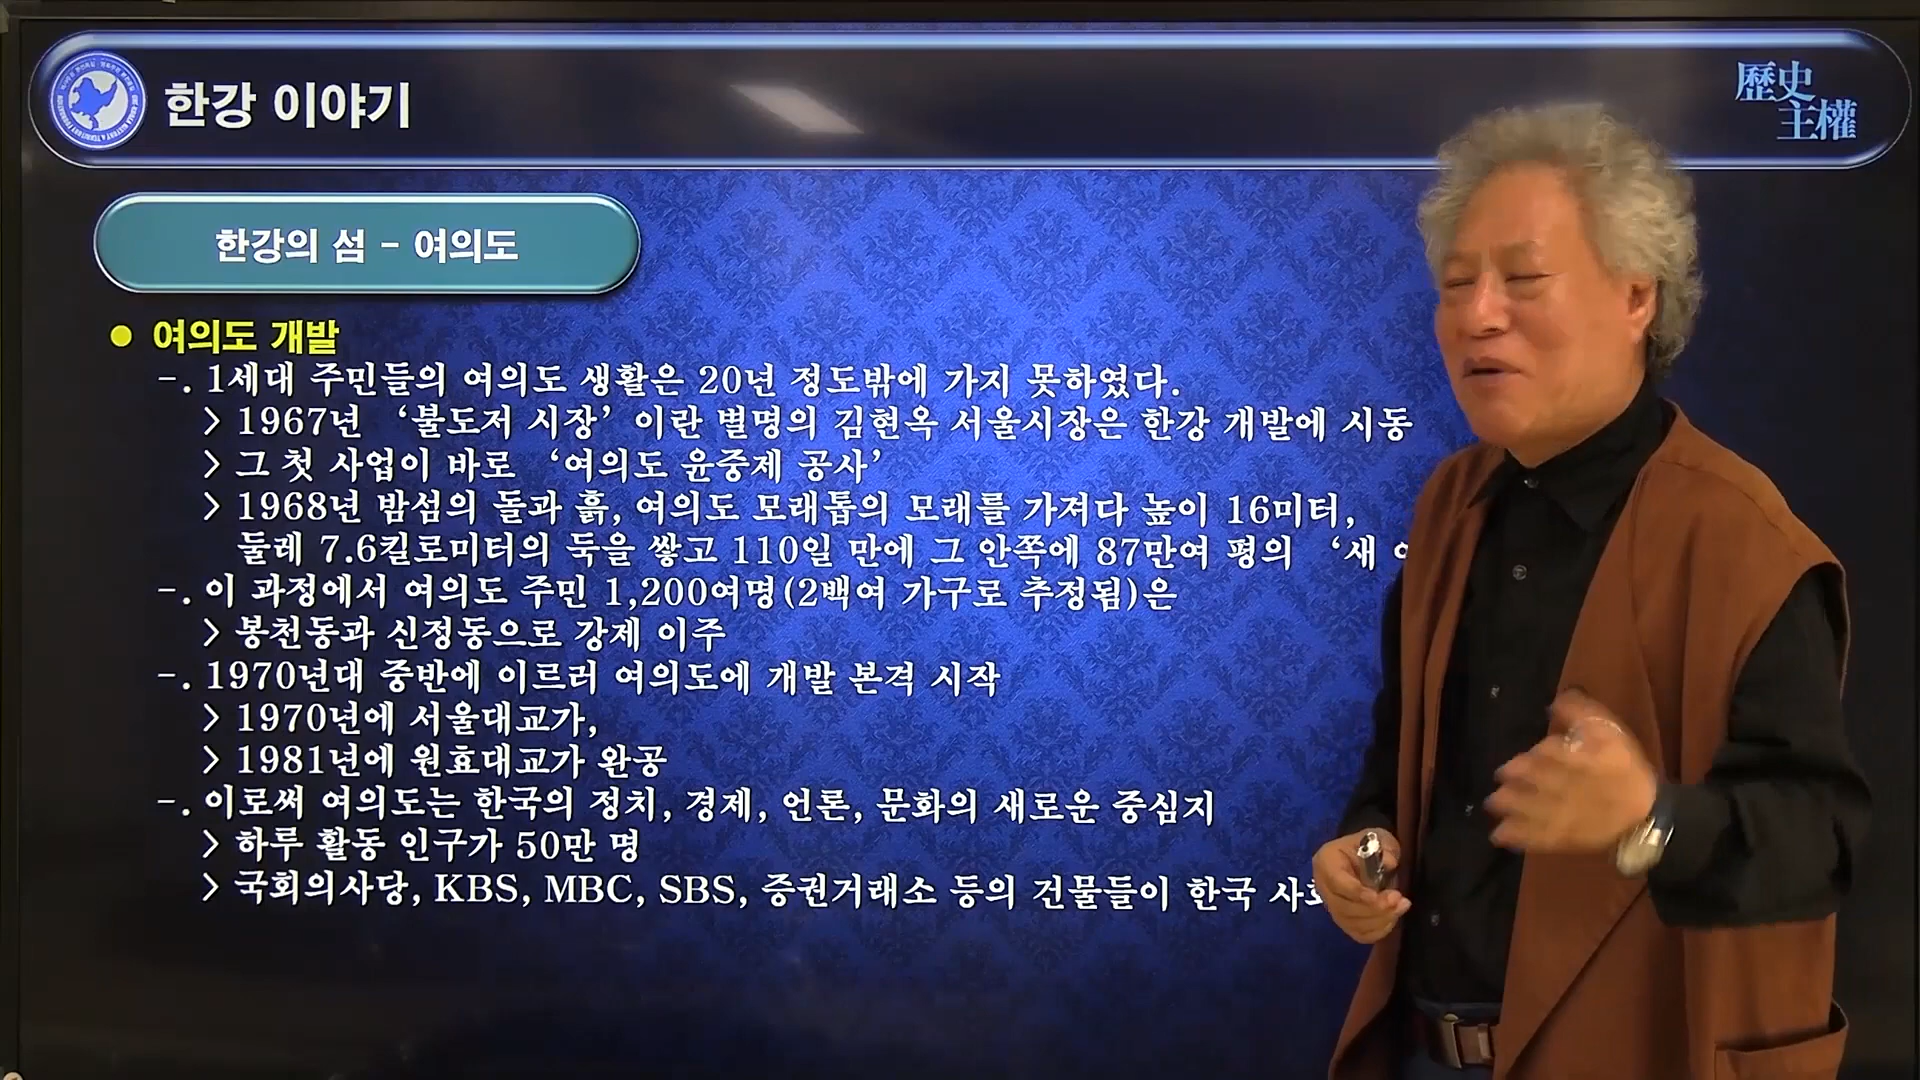 한강 이야기
歷史
主權
한강의 섬 - 여의도
● 여의도 개발
-. 1세대 주민들의 여의도 생활은 20년 정도밖에 가지 못하였다.
> 1967년 ‘불도저 시장’ 이란 별명의 김현옥 서울시장은 한강 개발에 시동
> 그 첫 사업이 바로 ‘여의도 윤중제 공사’
> 1968년 밤섬의 돌과 흙, 여의도 모래톱의 모래를 가져다 높이 16미터,
둘레 7.6킬로미터의 둑을 쌓고 110일 만에 그 안쪽에 87만여 평의 ‘새
-. 이 과정에서 여의도 주민 1,200여명(2백여 가구로 추정됨)은
> 봉천동과 신정동으로 강제 이주
-. 1970년대 중반에 이르러 여의도에 개발 본격 시작
> 1970년에 서울대교가,
> 1981년에 원효대교가 완공
-. 이로써 여의도는 한국의 정치, 경제, 언론, 문화의 새로운 중심지
> 하루 활동 인구가 50만 명
> 국회의사당, KBS, MBC, SBS, 증권거래소 등의 건물들이 한국